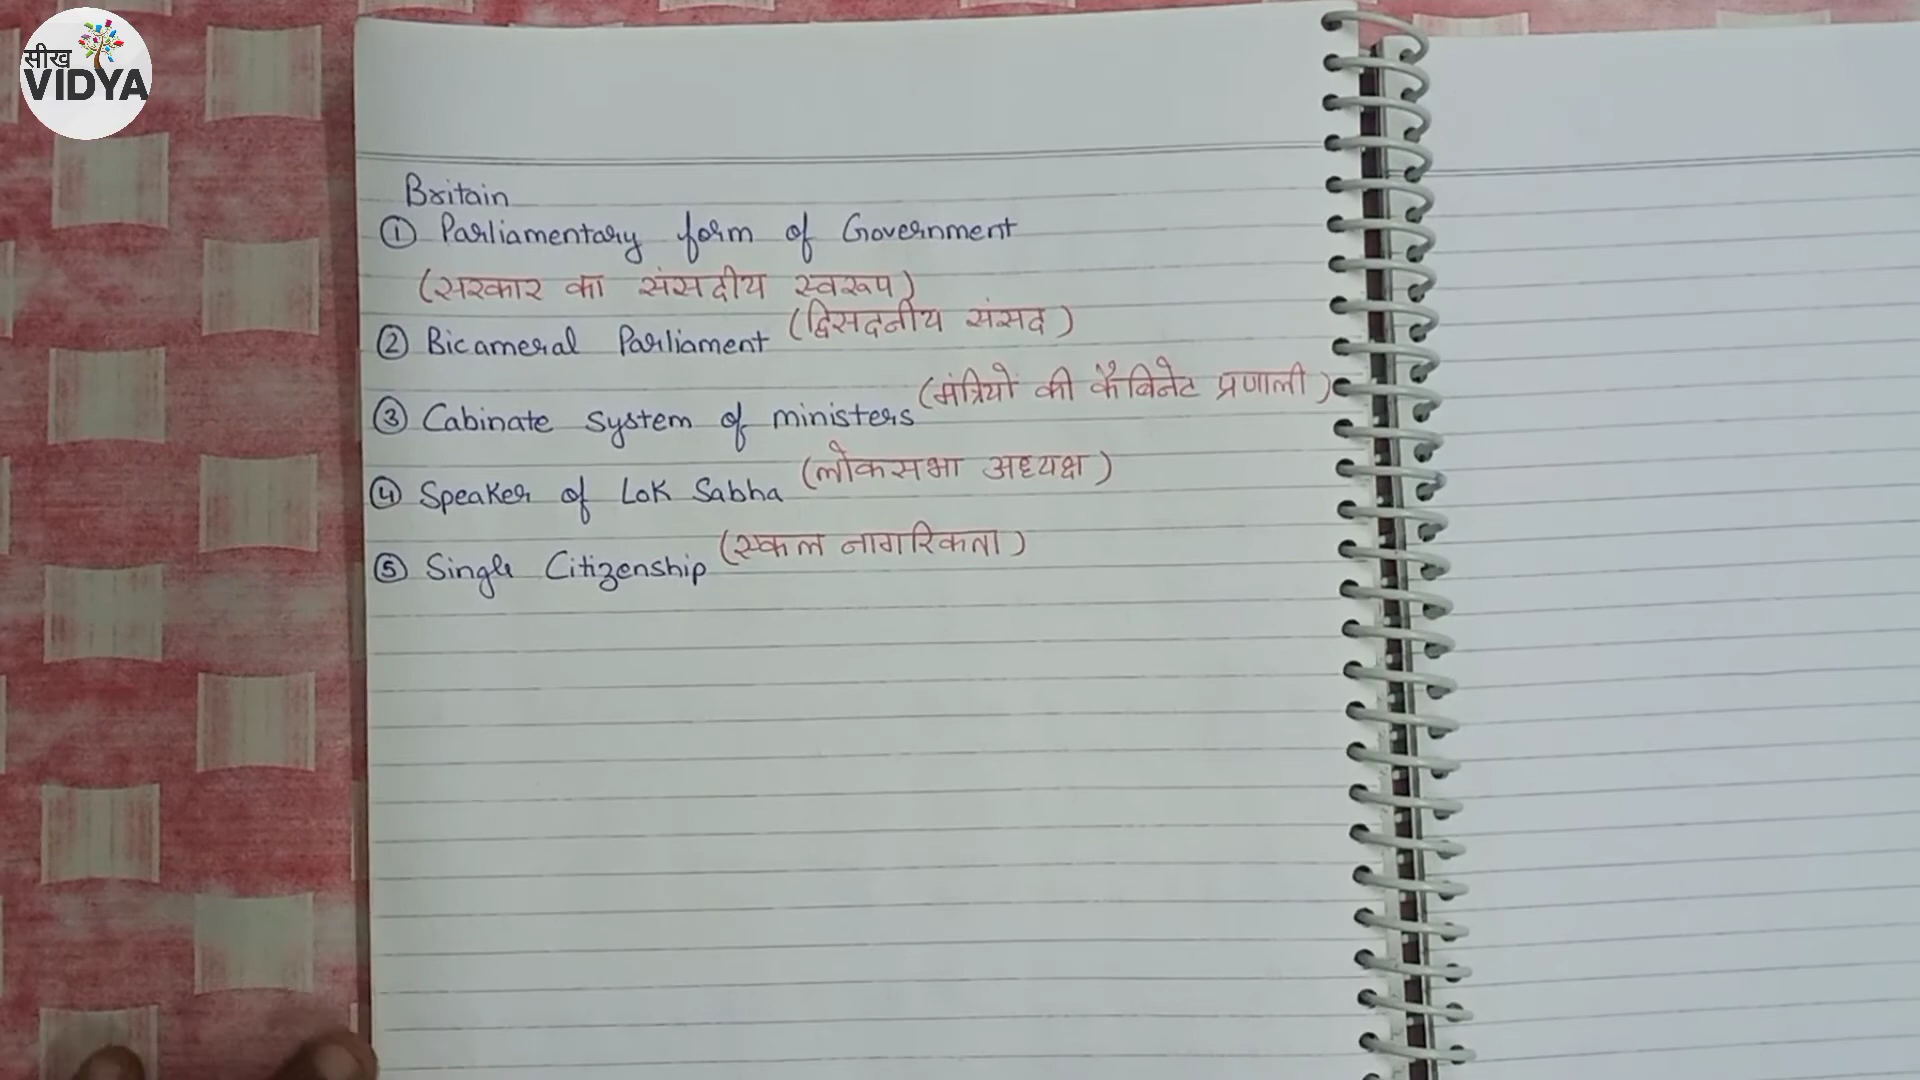 सीख
VIDYA
Britain
① Parliamentary form of Government
(सरकार का संसदीय स्वरूप)
② Bicameral Parliament (द्विसदनीय संसद)
③ Cabinate system of ministers (मंत्रियों की कैबिनेट प्रणाली)
④ Speaker of Lok Sabha (लोकसभा अध्यक्ष)
⑤ Single Citizenship (एकल नागरिकता)